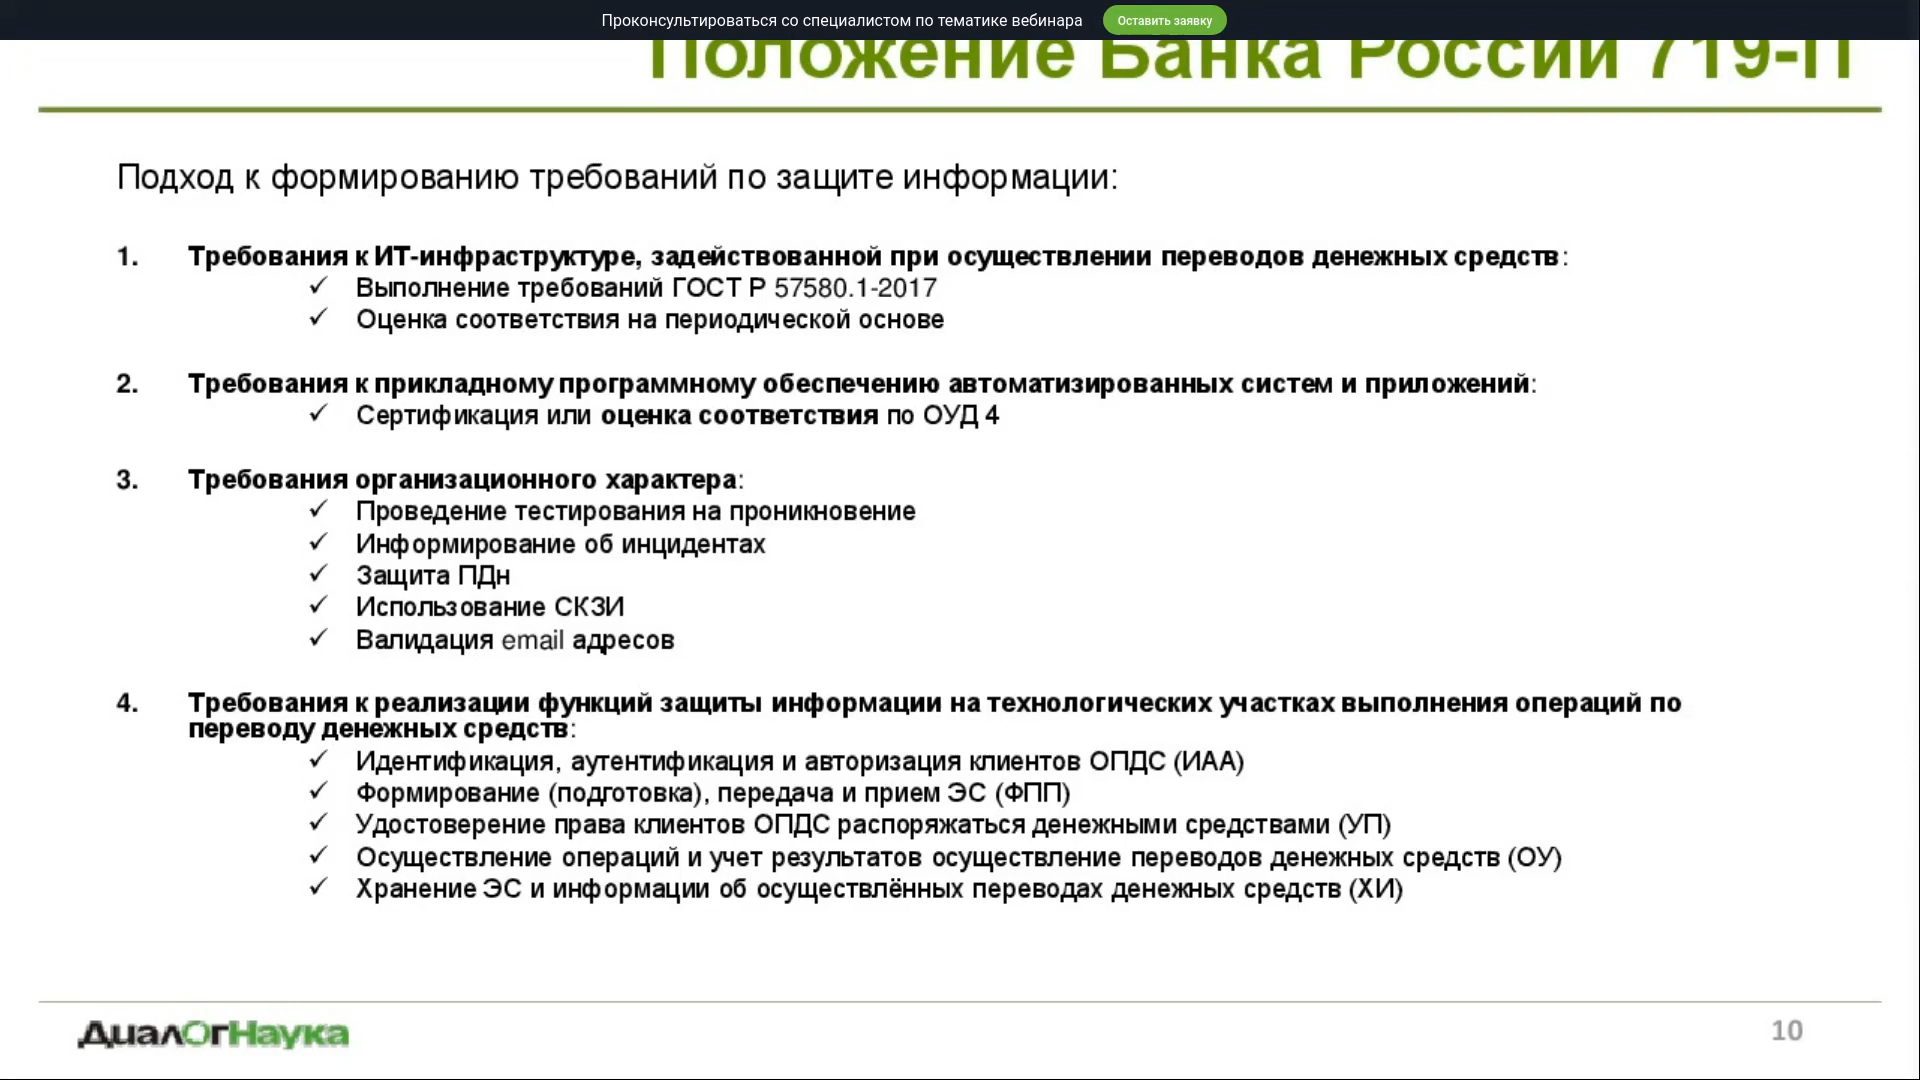 Проконсультироваться со специалистом по тематике вебинара Оставить заявку
Положение Банка России 719-П
Подход к формированию требований по защите информации:
1. Требования к ИТ-инфраструктуре, задействованной при осуществлении переводов денежных средств:
✓ Выполнение требований ГОСТ Р 57580.1-2017
✓ Оценка соответствия на периодической основе
2. Требования к прикладному программному обеспечению автоматизированных систем и приложений:
✓ Сертификация или оценка соответствия по ОУД 4
3. Требования организационного характера:
✓ Проведение тестирования на проникновение
✓ Информирование об инцидентах
✓ Защита ПДн
✓ Использование СКЗИ
✓ Валидация email адресов
4. Требования к реализации функций защиты информации на технологических участках выполнения операций по
переводу денежных средств:
✓ Идентификация, аутентификация и авторизация клиентов ОПДС (ИАА)
✓ Формирование (подготовка), передача и прием ЭС (ФПП)
✓ Удостоверение права клиентов ОПДС распоряжаться денежными средствами (УП)
✓ Осуществление операций и учет результатов осуществление переводов денежных средств (ОУ)
✓ Хранение ЭС и информации об осуществлённых переводах денежных средств (ХИ)
ДиалОгНаука 10